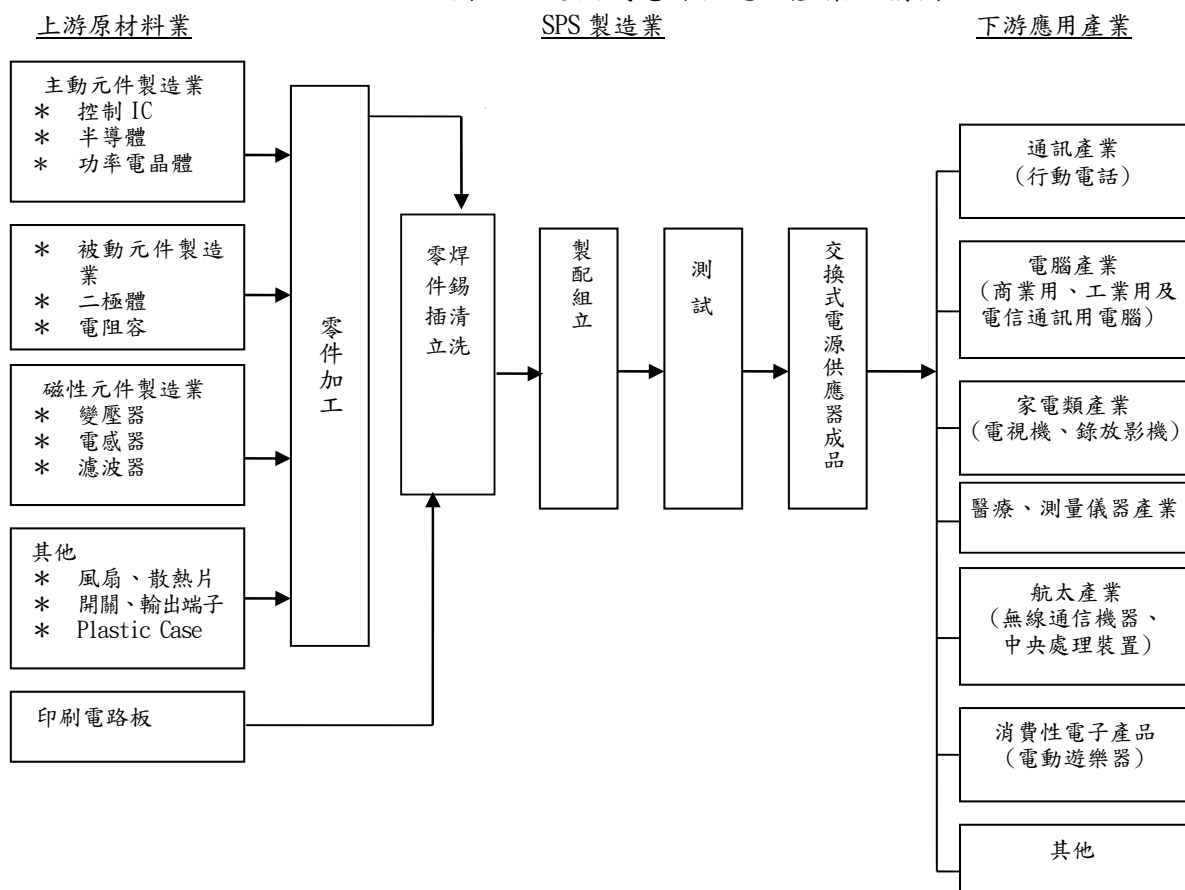 上游原材料業
SPS 製造業
下游應用產業
主動元件製造業
* 控制 IC
* 半導體
* 功率電晶體
* 被動元件製造
業
* 二極體
* 電阻容
磁性元件製造業
* 變壓器
* 電感器
* 濾波器
其他
* 風扇、散熱片
* 開關、輸出端子
* Plastic Case
印刷電路板
零件加工
零件插立
焊錫清洗
製配組立
測試
交換式電源供應器成品
通訊產業
(行動電話)
電腦產業
(商業用、工業用及
電信通訊用電腦)
家電類產業
(電視機、錄放影機)
醫療、測量儀器產業
航太產業
(無線通信機器、
中央處理裝置)
消費性電子產品
(電動遊樂器)
其他